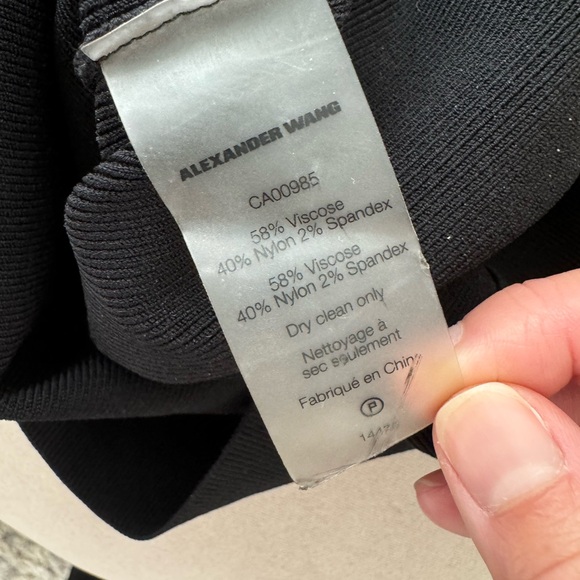 ALEXANDER WANG
CA00985
58% Viscose
40% Nylon 2% Spandex
58% Viscose
40% Nylon 2% Spandex
Dry clean only
Nettoyage à
sec seulement
Fabriqué en Chine
P